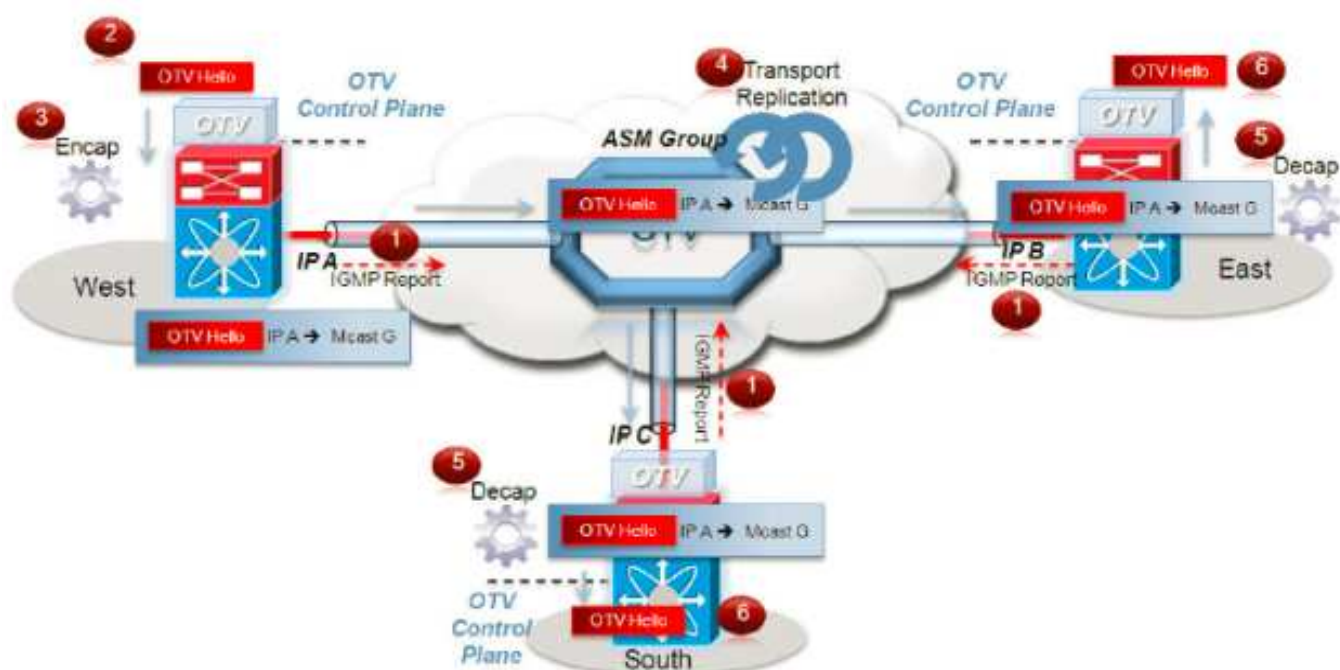 2
OTV Hello
OTV
Control Plane
3
Encap
OTV
4
Transport
Replication
ASM Group
OTV
Control Plane
OTV Hello
6
OTV
5
Decap
OTV Hello IP A ➔ Mcast G
OTV
OTV Hello IP A ➔ Mcast G
1
IP A
IGMP Report
West
OTV Hello IP A ➔ Mcast G
IP B
IGMP Report
1
East
IGMP Report
1
IP C
OTV
5
Decap
OTV Hello IP A ➔ Mcast G
OTV
Control
Plane
OTV Hello
6
South